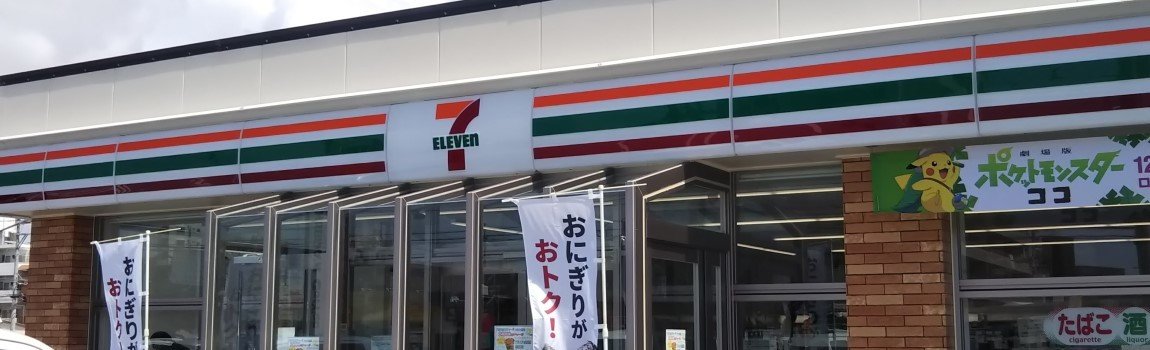 7
ELEVEn
劇場版
ポケットモンスター
ココ
12
おにぎりが
おトク!
おにぎりが
おトク!
たばこ
cigarette
酒
liquor